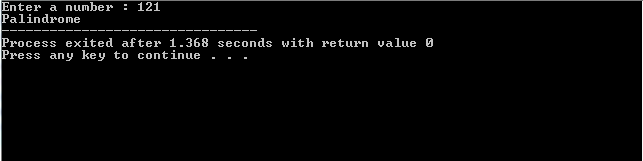 Enter a number : 121
Palindrome
--------------------------------
Process exited after 1.368 seconds with return value 0
Press any key to continue . . .